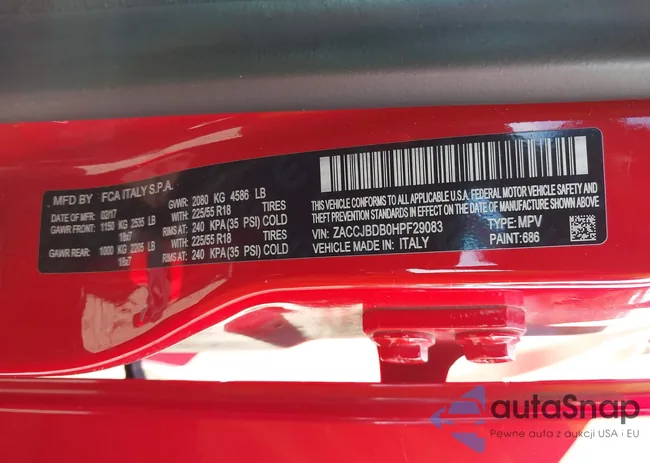 MFD BY FCA ITALY S.P.A.
DATE OF MFR: 02/17 GVWR: 2080 KG 4586 LB
GAWR FRONT: 1150 KG 2535 LB WITH: 225/55 R18 TIRES
18x7 RIMS AT: 240 KPA(35 PSI) COLD
GAWR REAR: 1000 KG 2205 LB WITH: 225/55 R18 TIRES
18x7 RIMS AT: 240 KPA(35 PSI) COLD
THIS VEHICLE CONFORMS TO ALL APPLICABLE U.S.A. FEDERAL MOTOR VEHICLE SAFETY
AND THEFT PREVENTION STANDARDS IN EFFECT ON THE DATE OF MANUFACTURE SHOWN ABOVE
VIN: ZACCJBDB0HPF29083 TYPE: MPV
VEHICLE MADE IN: ITALY PAINT:686
autaSnap
Pewne auta z aukcji USA i EU